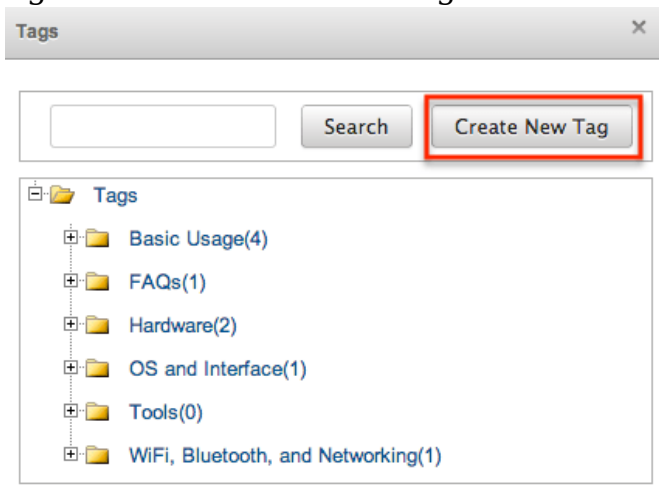 Tags
Search Create New Tag
Tags
Basic Usage(4)
FAQs(1)
Hardware(2)
OS and Interface(1)
Tools(0)
WiFi, Bluetooth, and Networking(1)